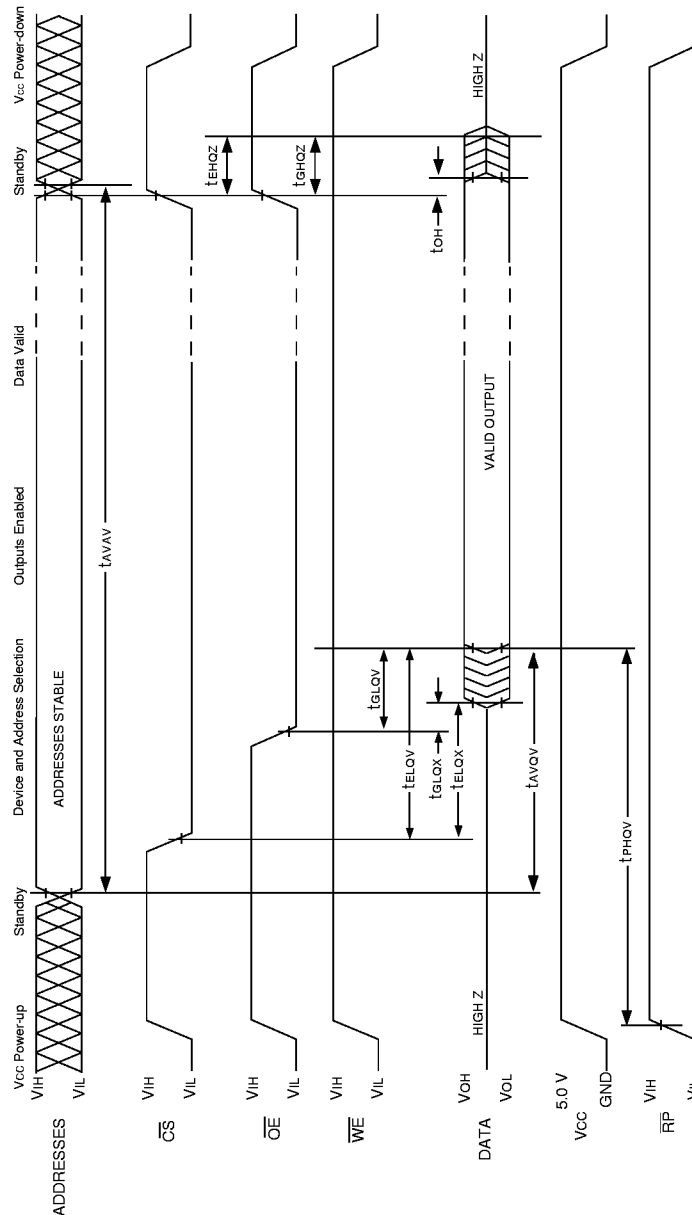 Vcc Power-up
Standby
Device and Address Selection
Outputs Enabled
Data Valid
Standby
Vcc Power-down
ADDRESSES
VIH
VIL
ADDRESSES STABLE
tAVAV
CS
VIH
VIL
tEHQZ
OE
VIH
VIL
tGHQZ
WE
VIH
VIL
tGLQV
tELQV
tGLQX
tELQX
tOH
DATA
VOH
VOL
HIGH Z
VALID OUTPUT
HIGH Z
tAVQV
VCC
5.0 V
GND
tPHQV
RP
VIH
VIL